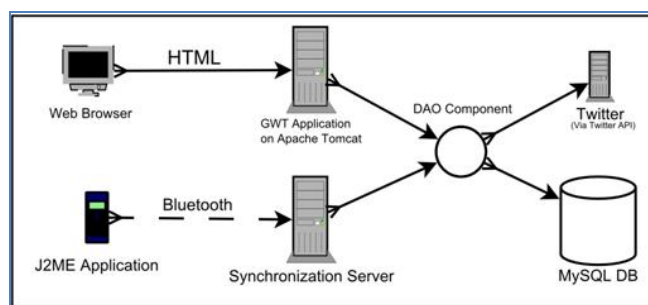 HTML
Web Browser
GWT Application
on Apache Tomcat
DAO Component
Twitter
(Via Twitter API)
Bluetooth
J2ME Application
Synchronization Server
MySQL DB